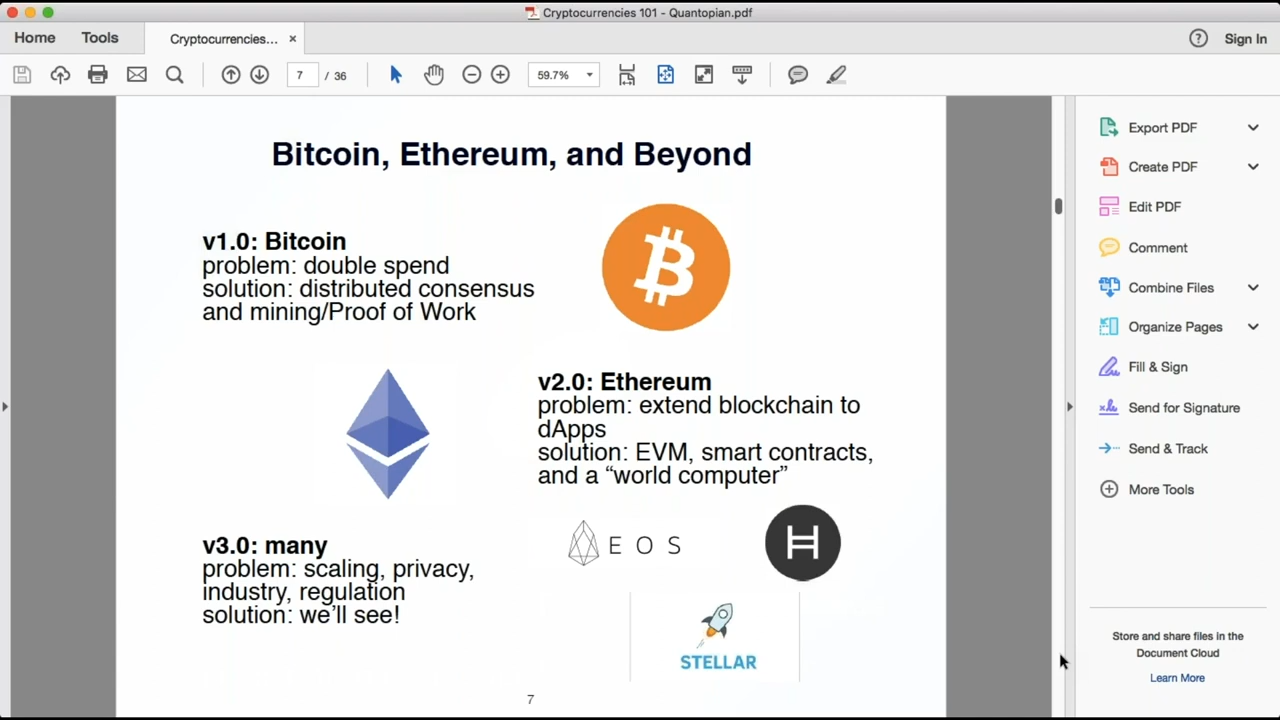 Cryptocurrencies 101 - Quantopian.pdf
Home
Tools
Cryptocurrencies... ×
? Sign In
7 / 36
59.7%
Bitcoin, Ethereum, and Beyond
v1.0: Bitcoin
problem: double spend
solution: distributed consensus
and mining/Proof of Work
v2.0: Ethereum
problem: extend blockchain to
dApps
solution: EVM, smart contracts,
and a “world computer”
v3.0: many
problem: scaling, privacy,
industry, regulation
solution: we’ll see!
EOS
H
STELLAR
7
Export PDF
Create PDF
Edit PDF
Comment
Combine Files
Organize Pages
Fill & Sign
Send for Signature
Send & Track
More Tools
Store and share files in the
Document Cloud
Learn More